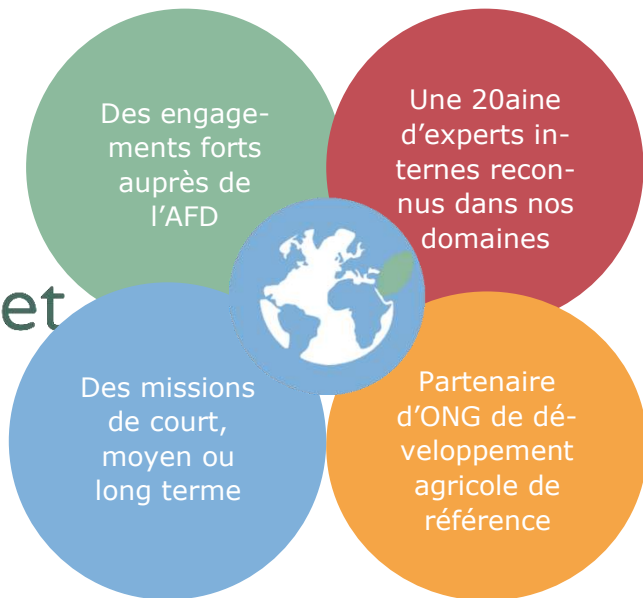 Des engage-
ments forts
auprès de
l’AFD
Une 20aine
d’experts in-
ternes recon-
nus dans nos
domaines
et
Des missions
de court,
moyen ou
long terme
Partenaire
d’ONG de dé-
veloppement
agricole de
référence